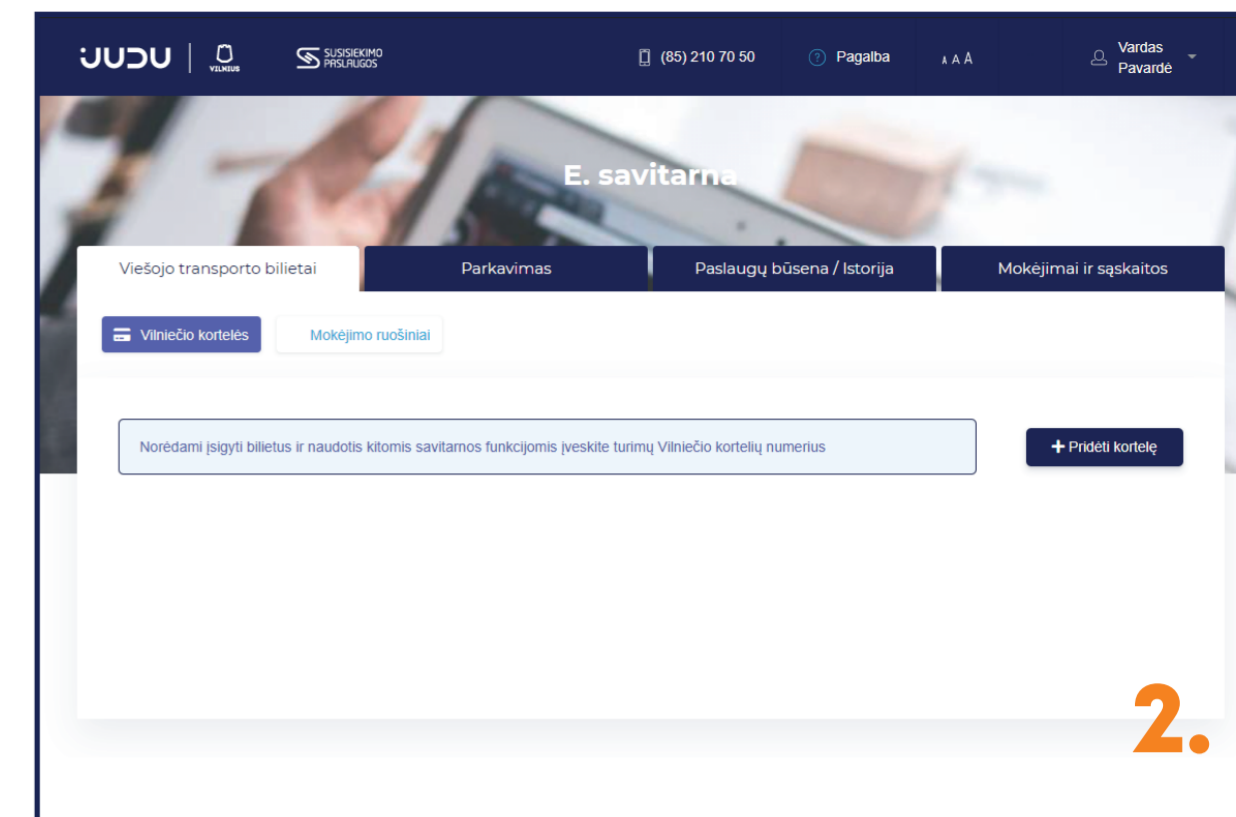 JUDU
VILNIUS
SUSISIEKIMO
PASLAUGOS
(85) 210 70 50
? Pagalba
A A A
Vardas
Pavardė
E. savitarna
Viešojo transporto bilietai
Parkavimas
Paslaugų būsena / Istorija
Mokėjimai ir sąskaitos
Vilniečio kortelės
Mokėjimo ruošiniai
Norėdami įsigyti bilietus ir naudotis kitomis savitarnos funkcijomis įveskite turimų Vilniečio kortelių numerius
+ Pridėti kortelę
2.